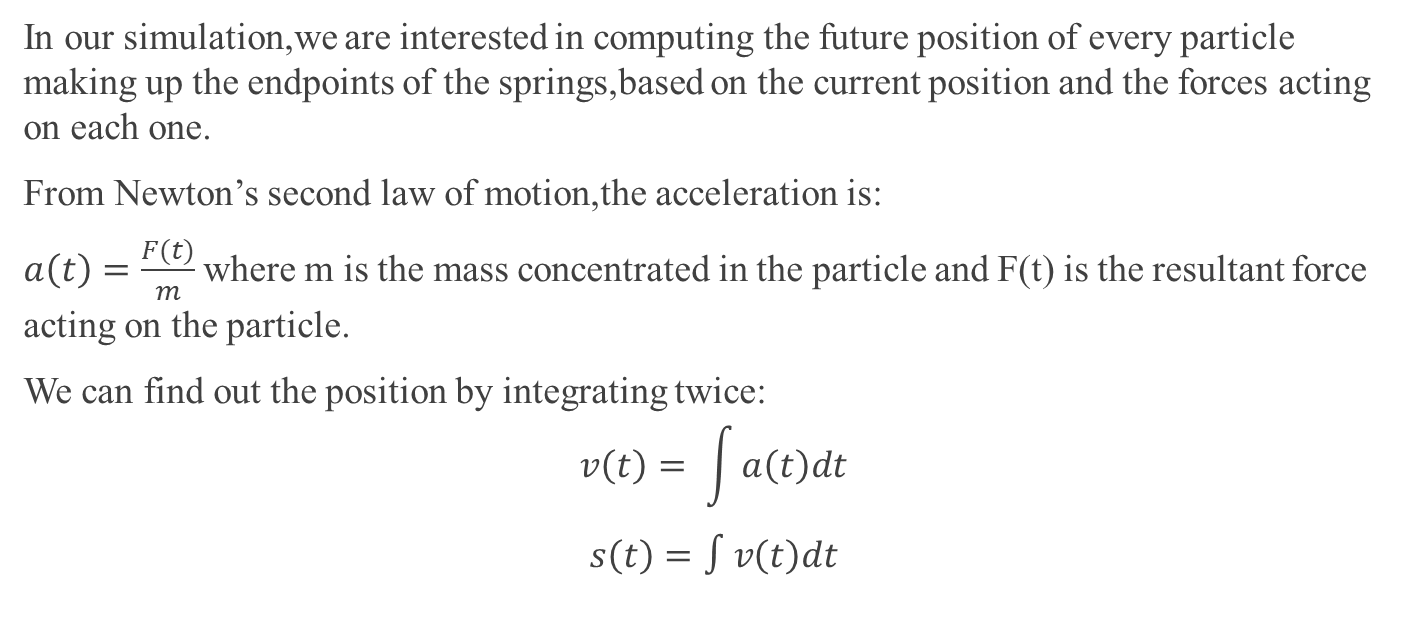 In our simulation,we are interested in computing the future position of every particle
making up the endpoints of the springs,based on the current position and the forces acting
on each one.
From Newton’s second law of motion,the acceleration is:
a(t) = F(t)/m where m is the mass concentrated in the particle and F(t) is the resultant force
acting on the particle.
We can find out the position by integrating twice:
v(t) = ∫ a(t)dt
s(t) = ∫ v(t)dt